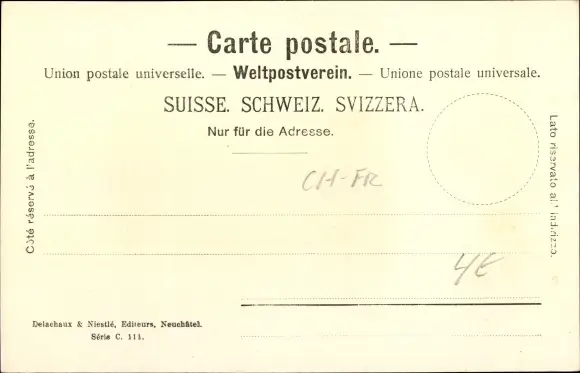 — Carte postale. —
Union postale universelle. — Weltpostverein. — Unione postale universale.
SUISSE. SCHWEIZ. SVIZZERA.
Nur für die Adresse.
Côté réservé à l'adresse.
Lato riservato all' indirizzo.
CH-FR
4€
Delachaux & Niestlé, Editeurs, Neuchâtel.
Série C. 111.